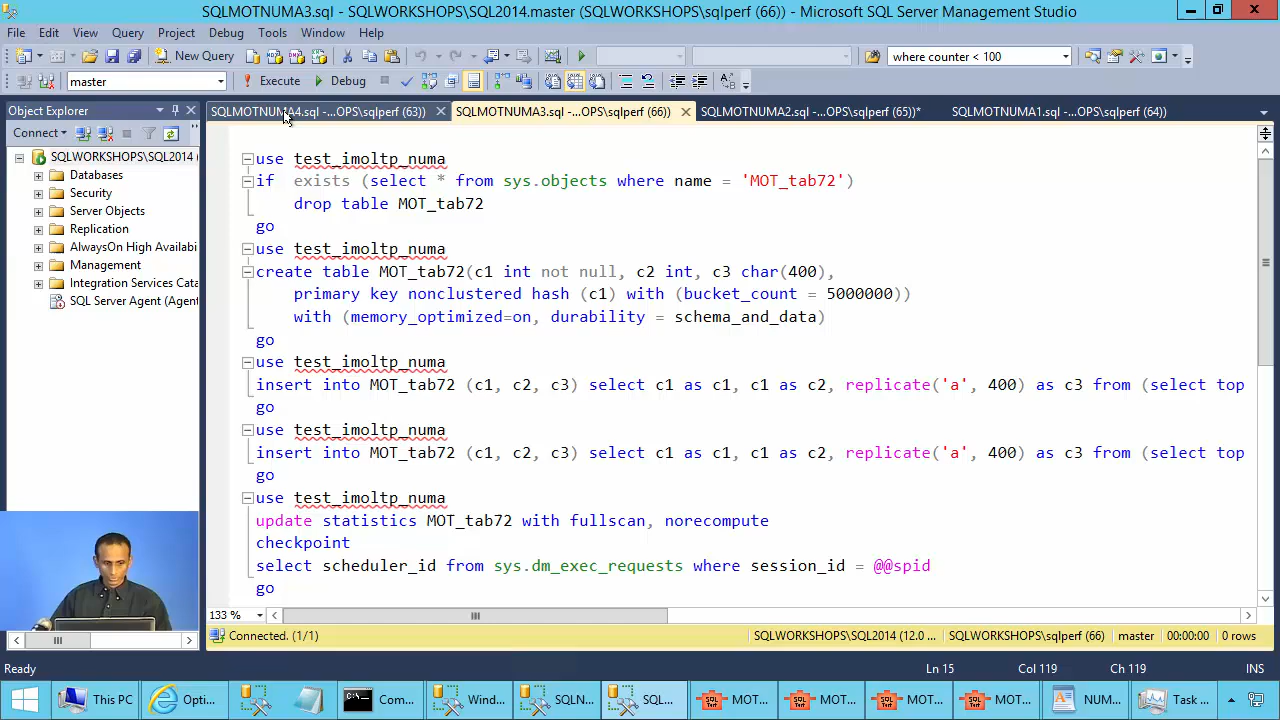 SQLMOTNUMA3.sql - SQLWORKSHOPS\SQL2014.master (SQLWORKSHOPS\sqlperf (66)) - Microsoft SQL Server Management Studio
File Edit View Query Project Debug Tools Window Help
New Query where counter < 100
master Execute Debug
Object Explorer
SQLMOTNUMA4.sql -...OPS\sqlperf (63)) SQLMOTNUMA3.sql -...OPS\sqlperf (66)) SQLMOTNUMA2.sql -...OPS\sqlperf (65))* SQLMOTNUMA1.sql -...OPS\sqlperf (64))
Connect
SQLWORKSHOPS\SQL2014 (
Databases
Security
Server Objects
Replication
AlwaysOn High Availabi
Management
Integration Services Cata
SQL Server Agent (Agen
use test_imoltp_numa
if exists (select * from sys.objects where name = 'MOT_tab72')
drop table MOT_tab72
go
use test_imoltp_numa
create table MOT_tab72(c1 int not null, c2 int, c3 char(400),
primary key nonclustered hash (c1) with (bucket_count = 5000000))
with (memory_optimized=on, durability = schema_and_data)
go
use test_imoltp_numa
insert into MOT_tab72 (c1, c2, c3) select c1 as c1, c1 as c2, replicate('a', 400) as c3 from (select top
go
use test_imoltp_numa
insert into MOT_tab72 (c1, c2, c3) select c1 as c1, c1 as c2, replicate('a', 400) as c3 from (select top
go
use test_imoltp_numa
update statistics MOT_tab72 with fullscan, norecompute
checkpoint
select scheduler_id from sys.dm_exec_requests where session_id = @@spid
go
133 %
Connected. (1/1) SQLWORKSHOPS\SQL2014 (12.0 ... SQLWORKSHOPS\sqlperf (66) master 00:00:00 0 rows
Ready Ln 15 Col 119 Ch 119 INS
This PC Opti... Com... Wind... SQLN... SQL... MOT... MOT... MOT... MOT... NUM... Task ...